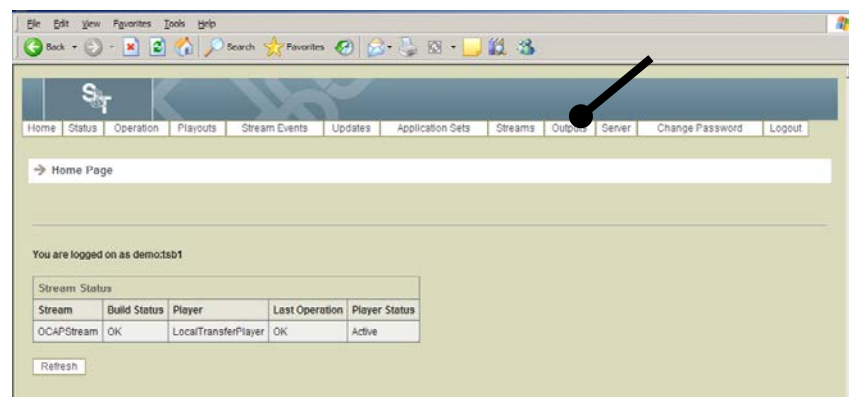 File Edit View Favorites Tools Help
Back Search Favorites
ST
Home Status Operation Playouts Stream Events Updates Application Sets Streams Outputs Server Change Password Logout
Home Page
You are logged on as demo:tsb1
Stream Status
Stream Build Status Player Last Operation Player Status
OCAPStream OK LocalTransferPlayer OK Active
Refresh